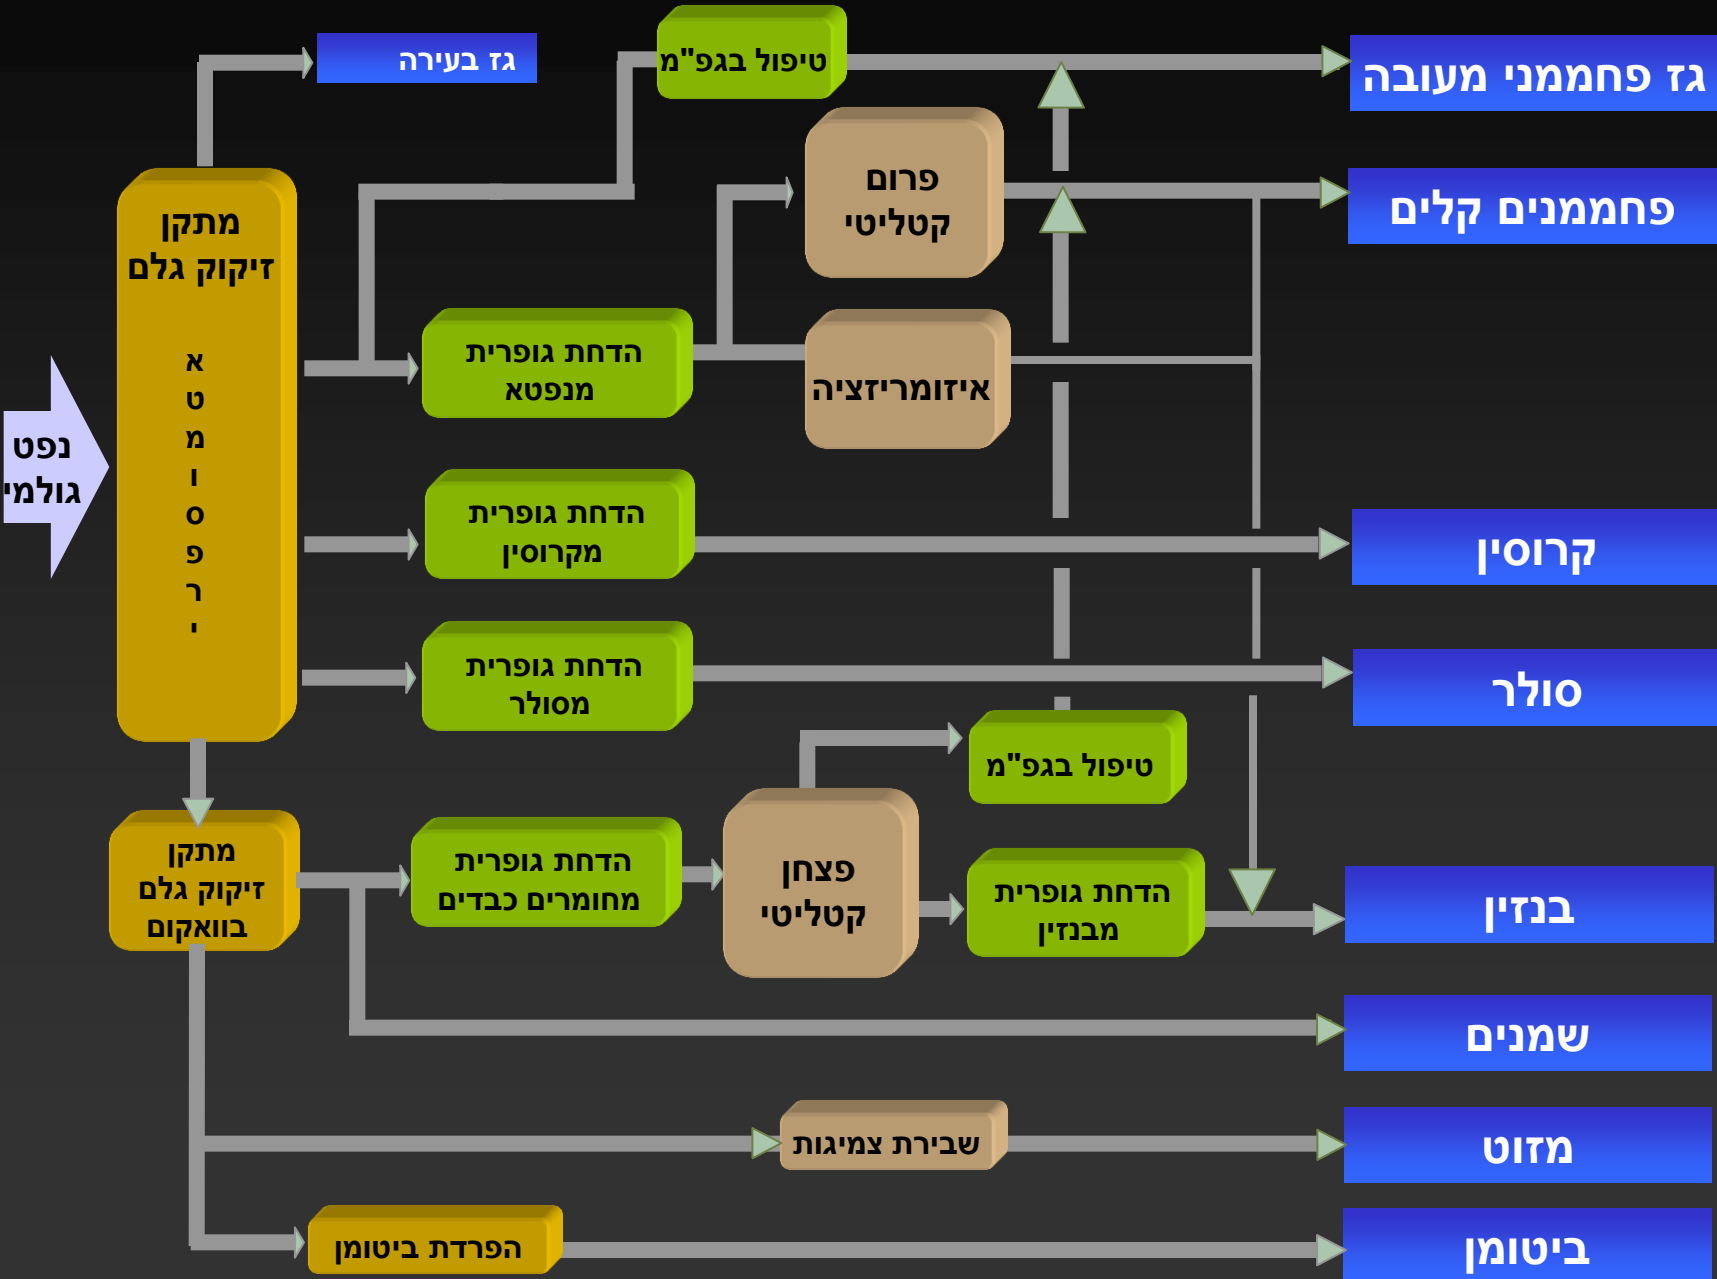 גז בעירה
טיפול בגפ"מ
גז פחממני מעובה
פרום
קטליטי
פחממנים קלים
מתקן
זיקוק גלם
א
ט
מ
ו
ס
פ
ר
י
הדחת גופרית
מנפטא
איזומריזציה
נפט
גולמי
הדחת גופרית
מקרוסין
קרוסין
הדחת גופרית
מסולר
סולר
טיפול בגפ"מ
מתקן
זיקוק גלם
בוואקום
הדחת גופרית
מחומרים כבדים
פצחן
קטליטי
הדחת גופרית
מבנזין
בנזין
שמנים
שבירת צמיגות
מזוט
הפרדת ביטומן
ביטומן